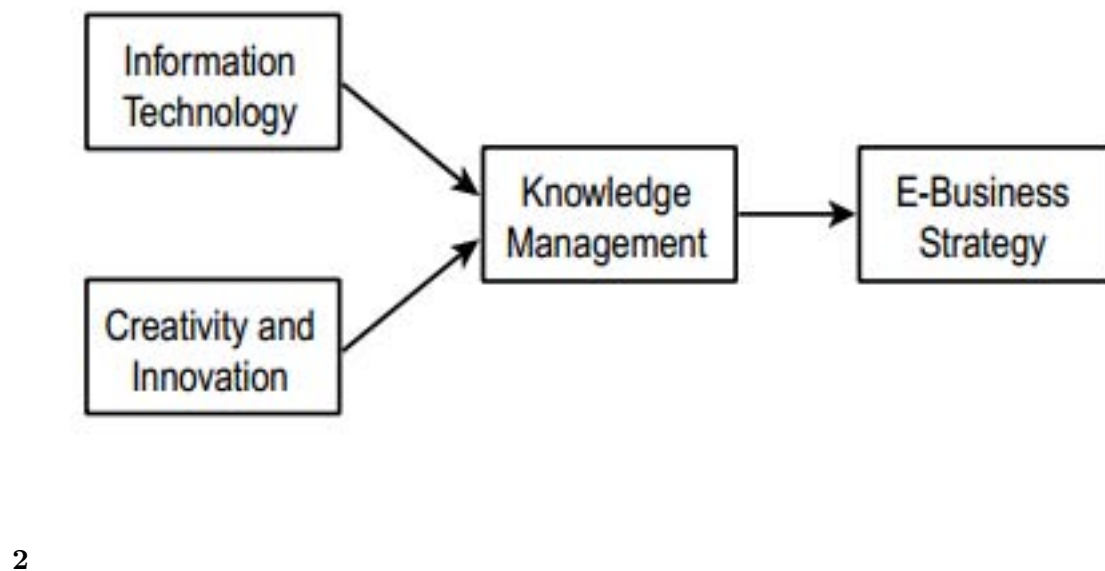 Information
Technology
Knowledge
Management
E-Business
Strategy
Creativity and
Innovation
2